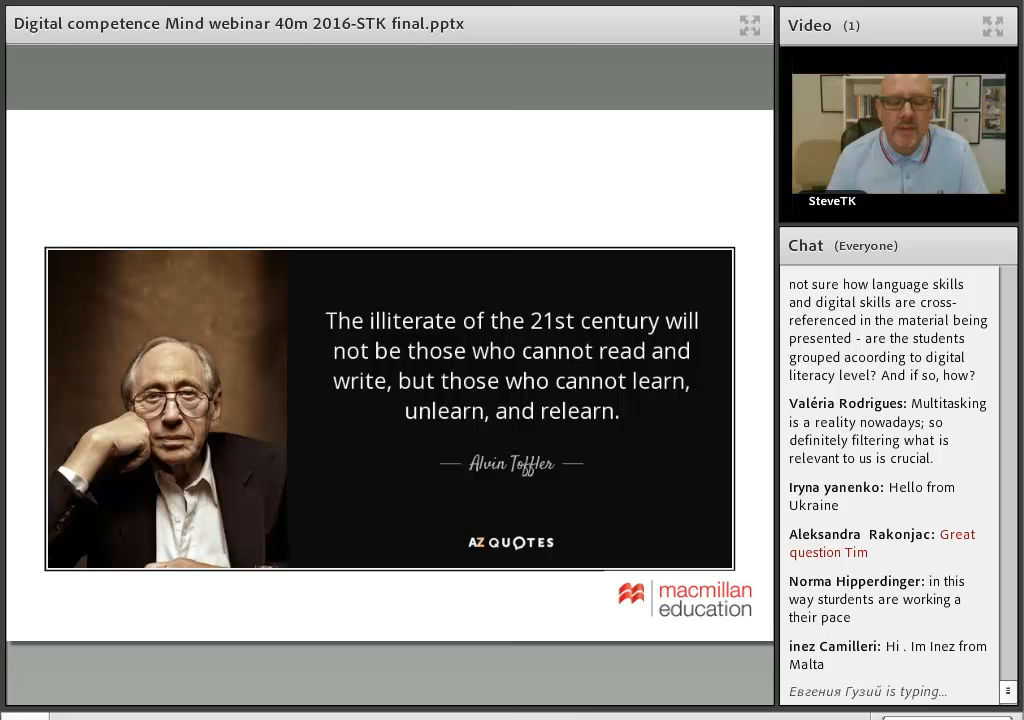 Digital competence Mind webinar 40m 2016-STK final.pptx
The illiterate of the 21st century will
not be those who cannot read and
write, but those who cannot learn,
unlearn, and relearn.
Alvin Toffler
AZ QUOTES
macmillan
education
Video (1)
SteveTK
Chat (Everyone)
not sure how language skills
and digital skills are cross-
referenced in the material being
presented - are the students
grouped acoording to digital
literacy level? And if so, how?
Valéria Rodrigues: Multitasking
is a reality nowadays; so
definitely filtering what is
relevant to us is crucial.
Iryna yanenko: Hello from
Ukraine
Aleksandra Rakonjac: Great
question Tim
Norma Hipperdinger: in this
way sturdents are working a
their pace
inez Camilleri: Hi . Im Inez from
Malta
Евгения Гузий is typing...